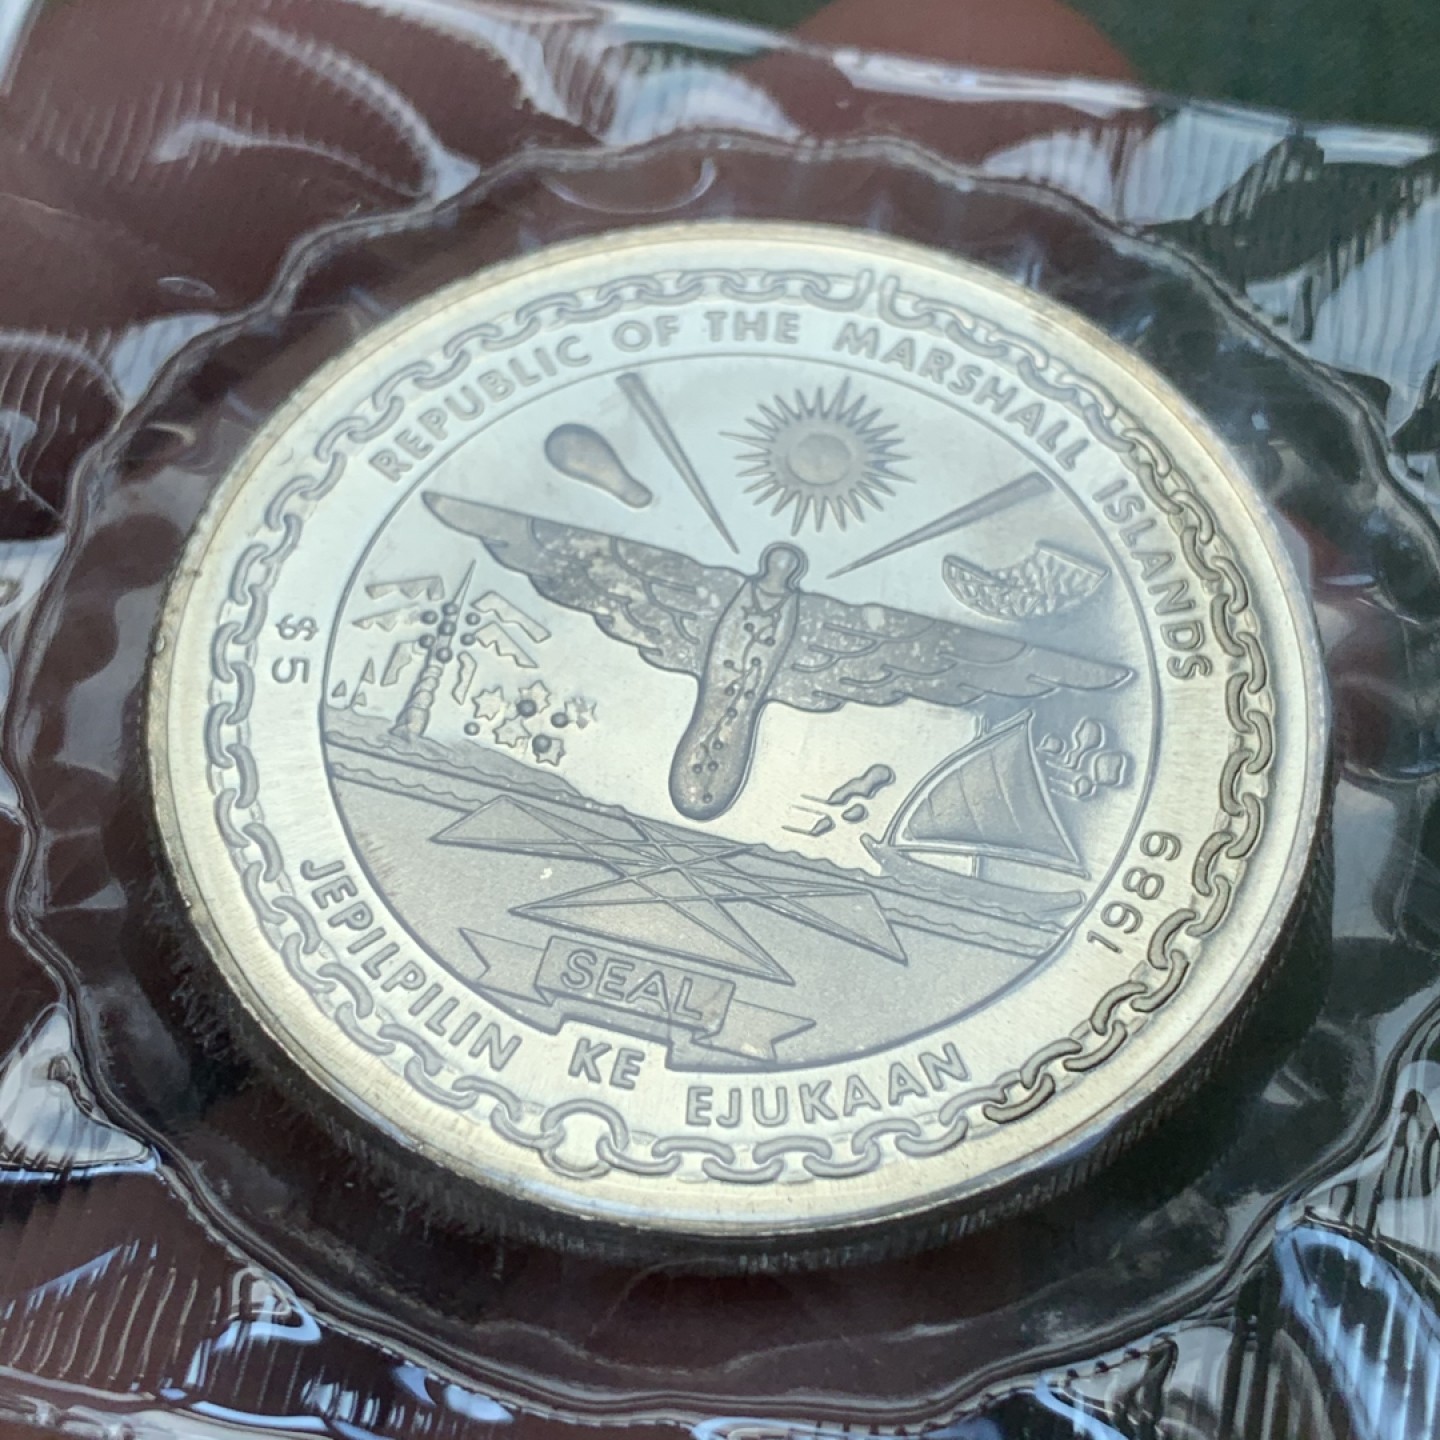 REPUBLIC OF THE MARSHALL ISLANDS
$5
1989
SEAL
JEPILPILIN KE EJUKAAN